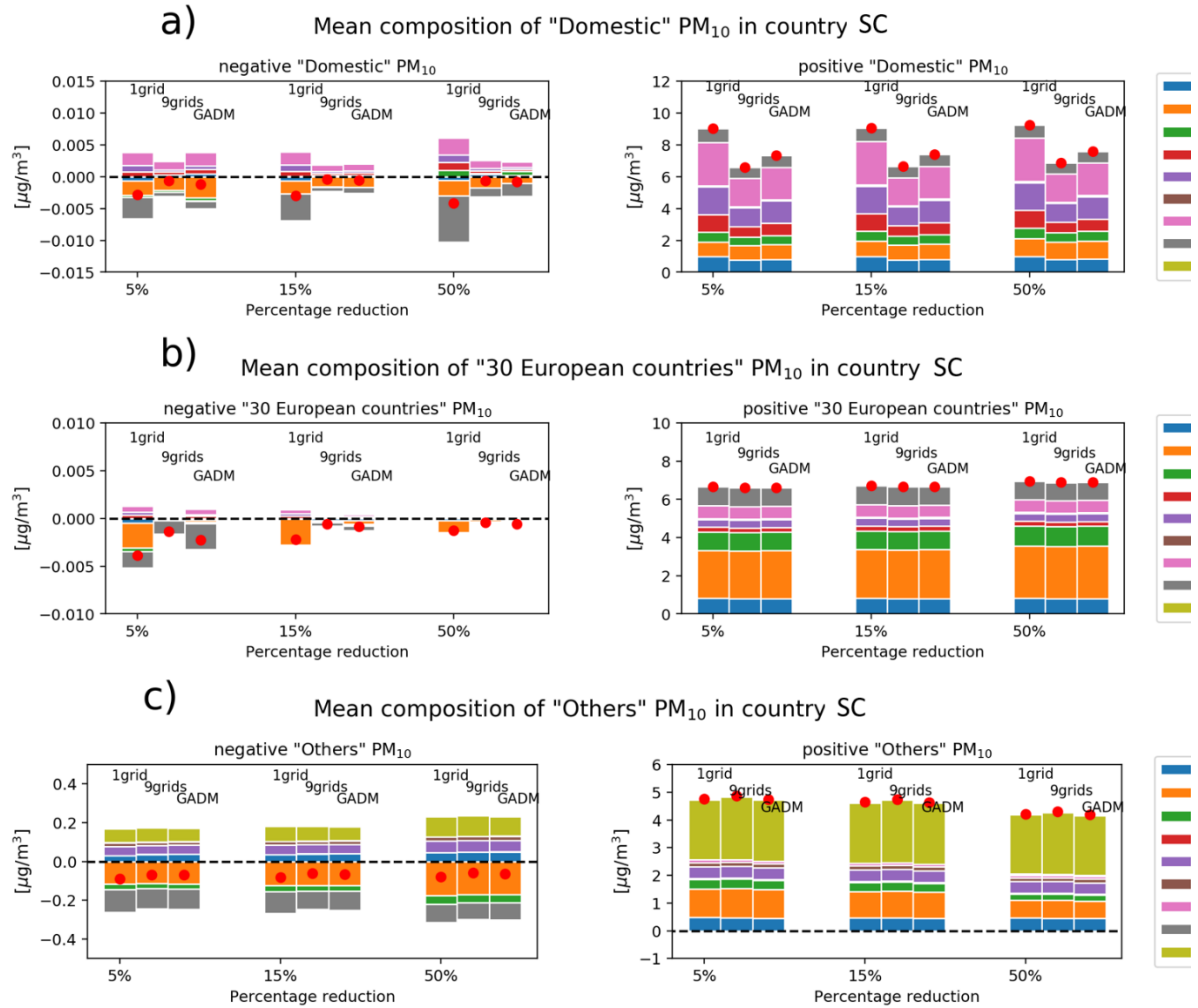 a)
Mean composition of "Domestic" PM₁₀ in country SC
negative "Domestic" PM₁₀
0.015
0.010
0.005
0.000
−0.005
−0.010
−0.015
[μg/m³]
1grid
9grids
GADM
1grid
9grids
GADM
1grid
9grids
GADM
5%
15%
50%
Percentage reduction
positive "Domestic" PM₁₀
12
10
8
6
4
2
0
[μg/m³]
1grid
9grids
GADM
1grid
9grids
GADM
1grid
9grids
GADM
5%
15%
50%
Percentage reduction
b)
Mean composition of "30 European countries" PM₁₀ in country SC
negative "30 European countries" PM₁₀
0.010
0.005
0.000
−0.005
−0.010
[μg/m³]
1grid
9grids
GADM
1grid
9grids
GADM
1grid
9grids
GADM
5%
15%
50%
Percentage reduction
positive "30 European countries" PM₁₀
10
8
6
4
2
0
[μg/m³]
1grid
9grids
GADM
1grid
9grids
GADM
1grid
9grids
GADM
5%
15%
50%
Percentage reduction
c)
Mean composition of "Others" PM₁₀ in country SC
negative "Others" PM₁₀
0.4
0.2
0.0
−0.2
−0.4
[μg/m³]
1grid
9grids
GADM
1grid
9grids
GADM
1grid
9grids
GADM
5%
15%
50%
Percentage reduction
positive "Others" PM₁₀
6
5
4
3
2
1
0
−1
[μg/m³]
1grid
9grids
GADM
1grid
9grids
GADM
1grid
9grids
GADM
5%
15%
50%
Percentage reduction